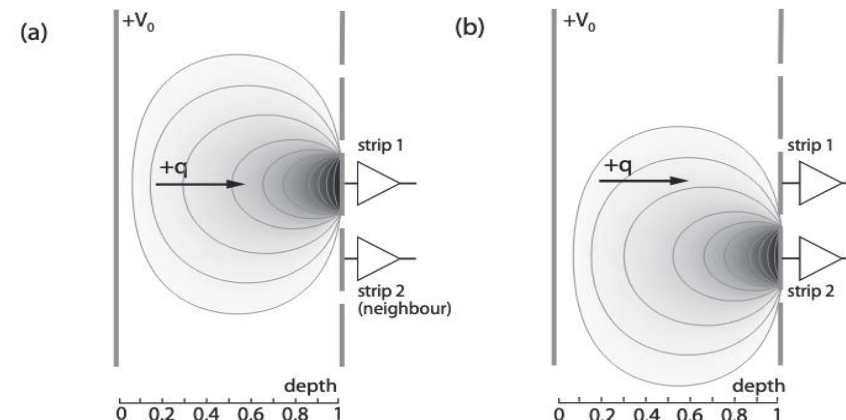 (a)
+V₀
+q
strip 1
strip 2
(neighbour)
depth
0 0.2 0.4 0.6 0.8 1
(b)
+V₀
+q
strip 1
strip 2
depth
0 0.2 0.4 0.6 0.8 1